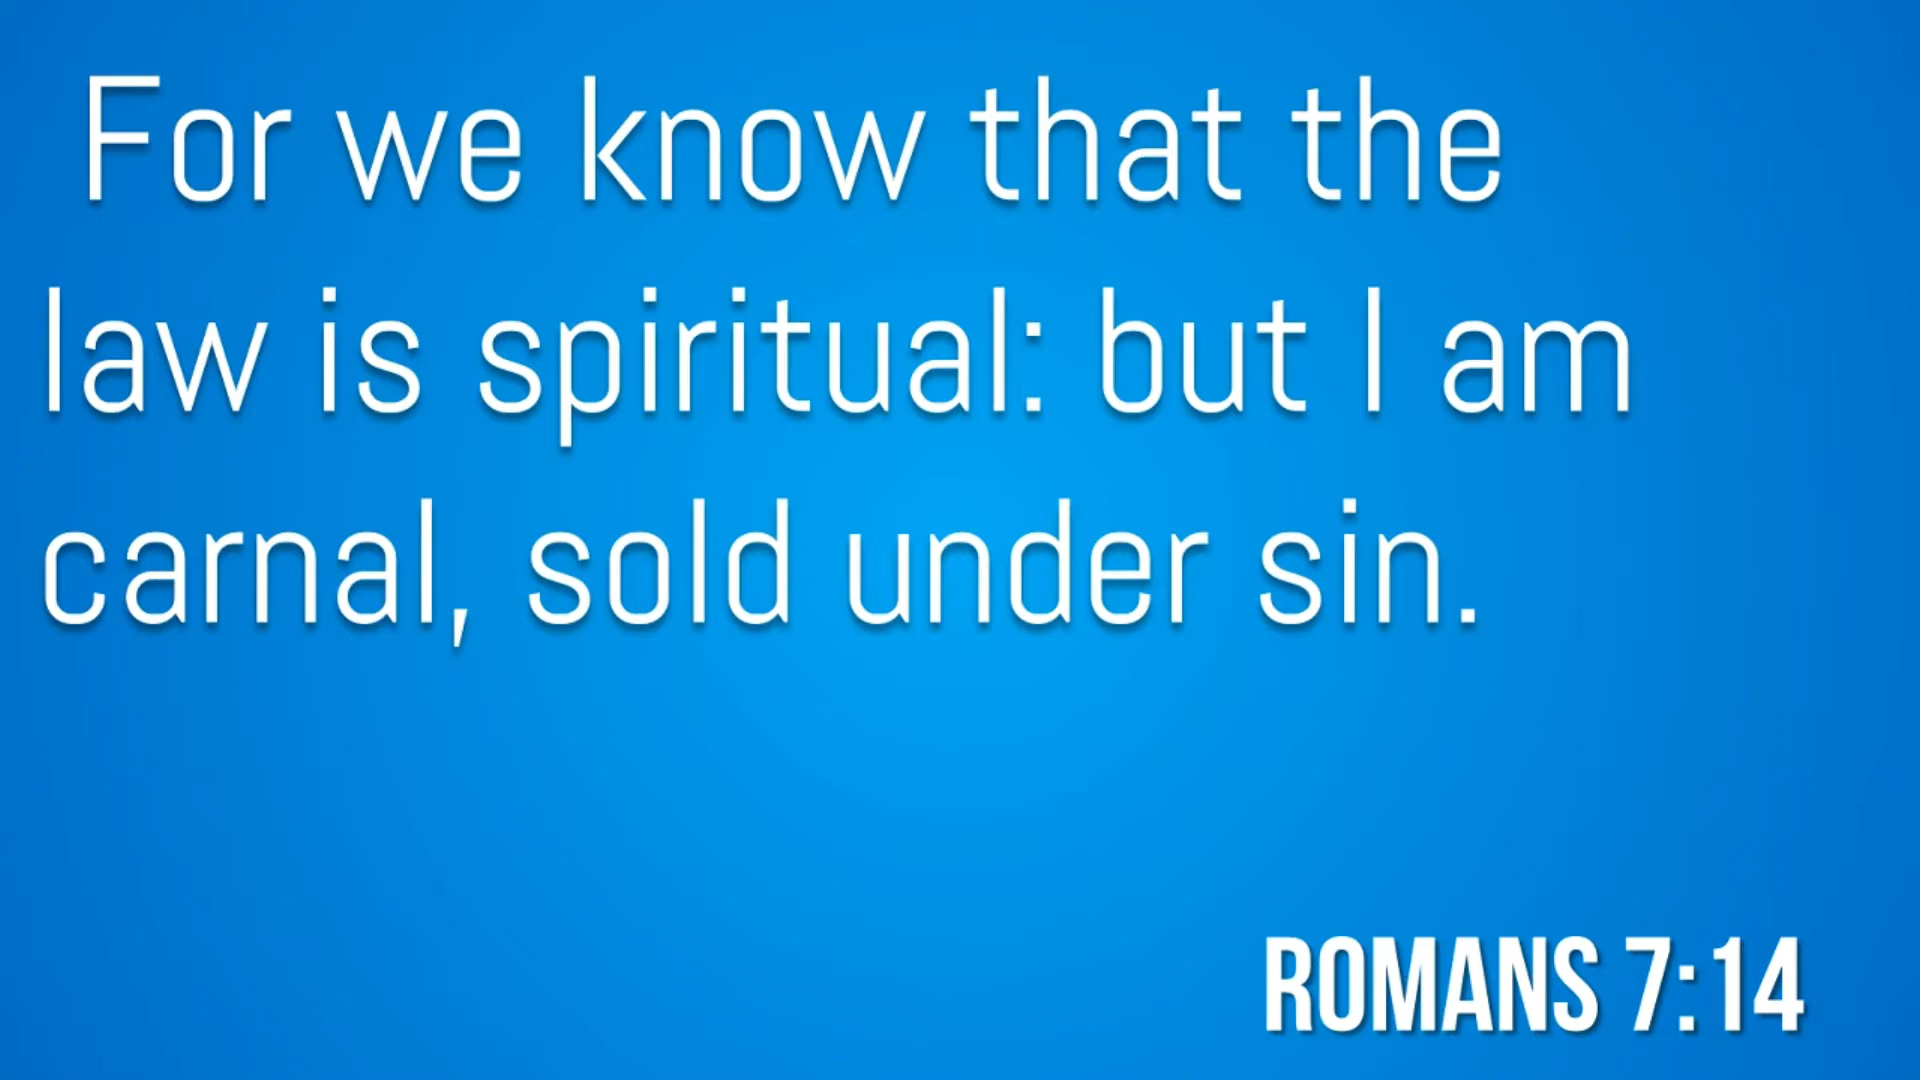 For we know that the
law is spiritual: but I am
carnal, sold under sin.
ROMANS 7:14